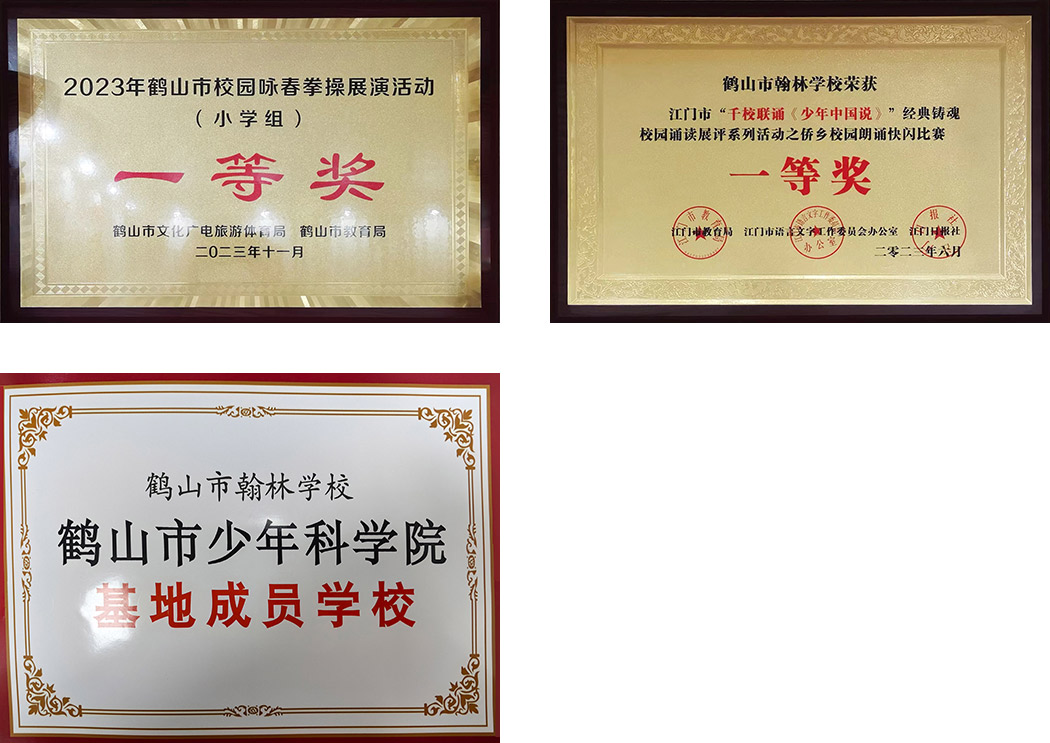 2023年鹤山市校园咏春拳操展演活动
（小学组）
一等奖
鹤山市文化广电旅游体育局 鹤山市教育局
二〇二三年十一月
鹤山市翰林学校荣获
江门市“千校联诵《少年中国说》”经典铸魂
校园诵读展评系列活动之侨乡校园朗诵快闪比赛
一等奖
江门市教育局 江门市语言文字工作委员会办公室 江门日报社
二零二三年六月
鹤山市翰林学校
鹤山市少年科学院
基地成员学校